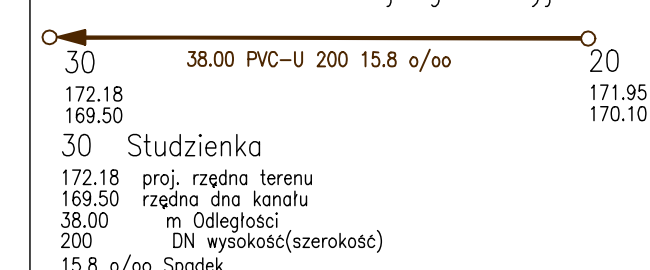 30 38.00 PVC-U 200 15.8 o/oo 20
172.18 171.95
169.50 170.10
30 Studzienka
172.18 proj. rzędna terenu
169.50 rzędna dna kanału
38.00 m Odległości
200 DN wysokość(szerokość)
15.8 o/oo Spadek